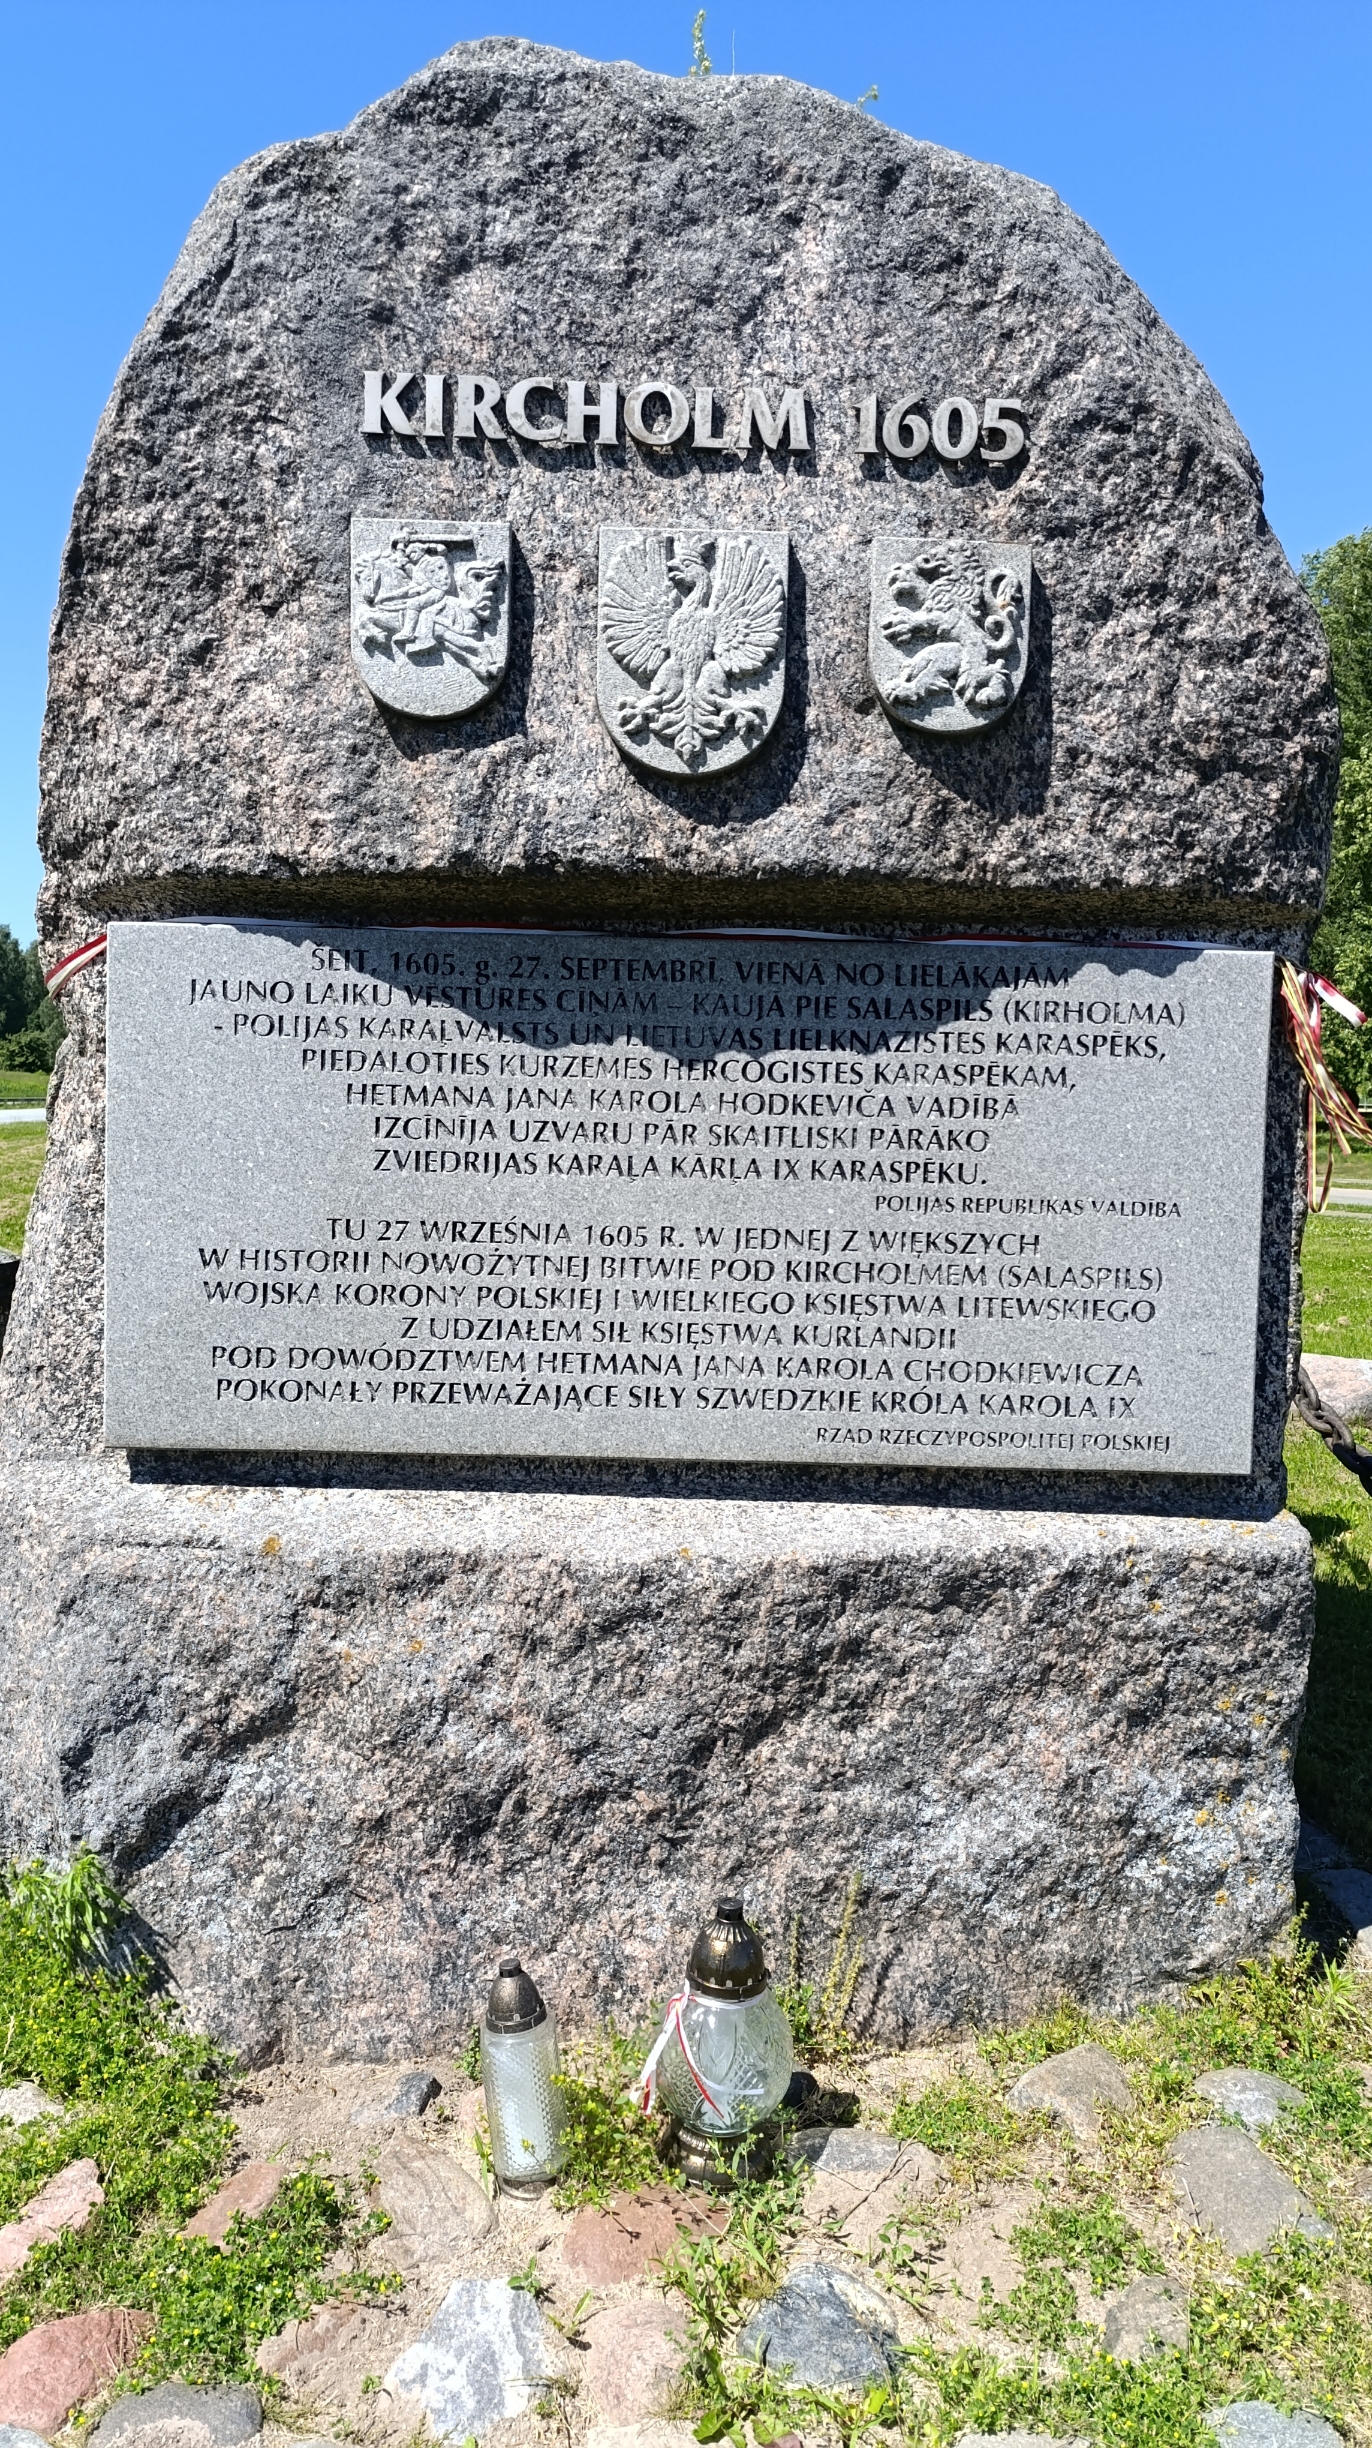 KIRCHOLM 1605
ŠEIT, 1605. g. 27. SEPTEMBRĪ, VIENĀ NO LIELĀKAJĀM
JAUNO LAIKU VĒSTURES CĪŅĀM – KAUJĀ PIE SALASPILS (KIRHOLMA)
- POLIJAS KARAĻVALSTS UN LIETUVAS LIELKŅAZISTES KARASPĒKS,
PIEDALOTIES KURZEMES HERCOGISTES KARASPĒKAM,
HETMAŅA JANA KAROLA HODKEVIČA VADĪBĀ
IZCĪNĪJA UZVARU PĀR SKAITLISKI PĀRĀKO
ZVIEDRIJAS KARAĻA KĀRĻA IX KARASPĒKU.
POLIJAS REPUBLIKAS VALDĪBA
TU 27 WRZEŚNIA 1605 R. W JEDNEJ Z WIĘKSZYCH
W HISTORII NOWOŻYTNEJ BITWIE POD KIRCHOLMEM (SALASPILS)
WOJSKA KORONY POLSKIEJ I WIELKIEGO KSIĘSTWA LITEWSKIEGO
Z UDZIAŁEM SIŁ KSIĘSTWA KURLANDII
POD DOWÓDZTWEM HETMANA JANA KAROLA CHODKIEWICZA
POKONAŁY PRZEWAŻAJĄCE SIŁY SZWEDZKIE KRÓLA KAROLA IX
RZĄD RZECZYPOSPOLITEJ POLSKIEJ